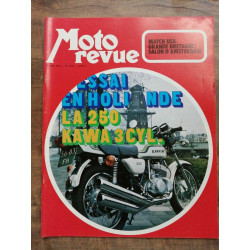 Moto
revue
MATCH USA
GRANDE BRETAGNE
SALON D'AMSTERDAM
ESSAI
EN HOLLANDE
LA 250
KAWA 3 CYL.